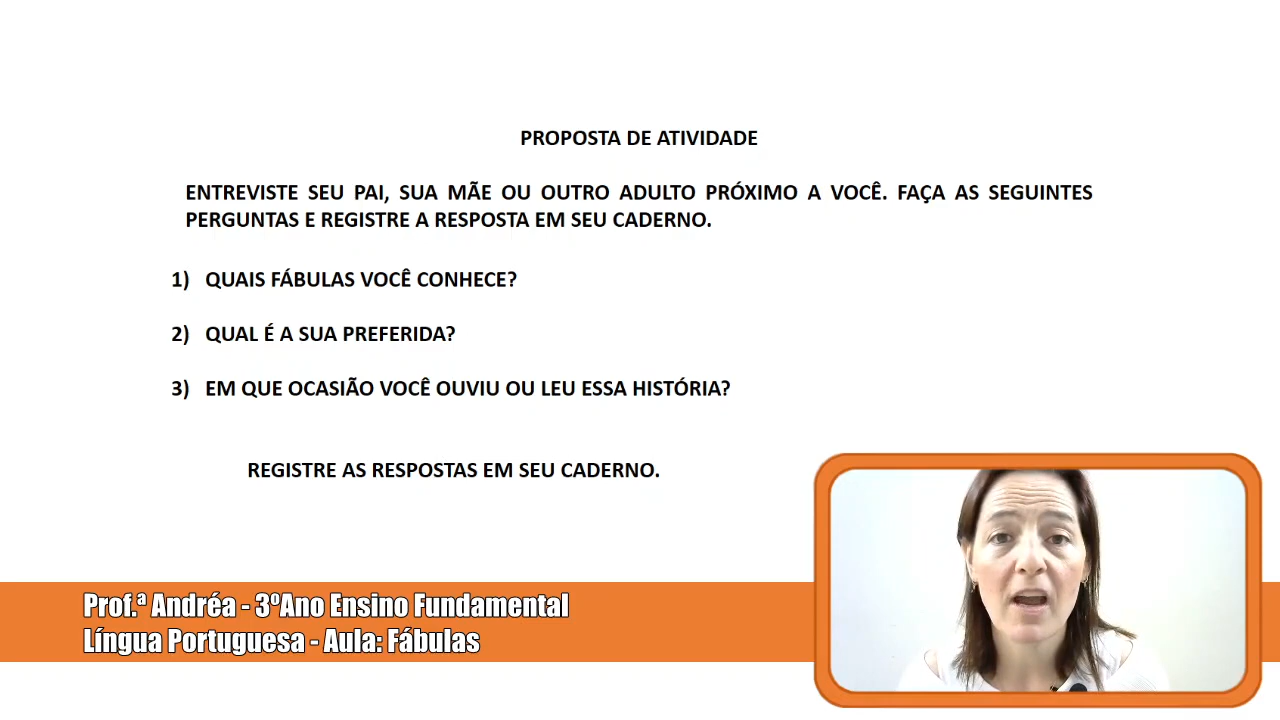 PROPOSTA DE ATIVIDADE
ENTREVISTE SEU PAI, SUA MÃE OU OUTRO ADULTO PRÓXIMO A VOCÊ. FAÇA AS SEGUINTES
PERGUNTAS E REGISTRE A RESPOSTA EM SEU CADERNO.
1) QUAIS FÁBULAS VOCÊ CONHECE?
2) QUAL É A SUA PREFERIDA?
3) EM QUE OCASIÃO VOCÊ OUVIU OU LEU ESSA HISTÓRIA?
REGISTRE AS RESPOSTAS EM SEU CADERNO.
Prof.ª Andréa - 3ºAno Ensino Fundamental
Língua Portuguesa - Aula: Fábulas